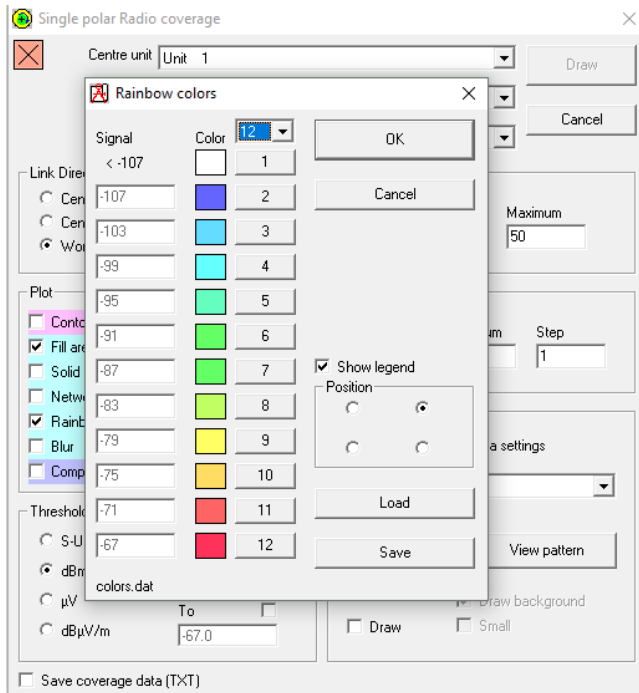 Single polar Radio coverage
Centre unit Unit 1
Draw
Cancel
Rainbow colors
Signal Color 12
< -107 1
-107 2
-103 3
-99 4
-95 5
-91 6
-87 7
-83 8
-79 9
-75 10
-71 11
-67 12
colors.dat
OK
Cancel
Show legend
Position
Load
Save
Link Dire
Cen
Cen
Wo
Maximum
50
Plot
Conto
Fill are
Solid
Netw
Rainb
Blur
Comp
um Step
1
a settings
Threshold
S-U
dBm
µV
dBµV/m
To
-67.0
View pattern
Draw background
Draw Small
Save coverage data (TXT)